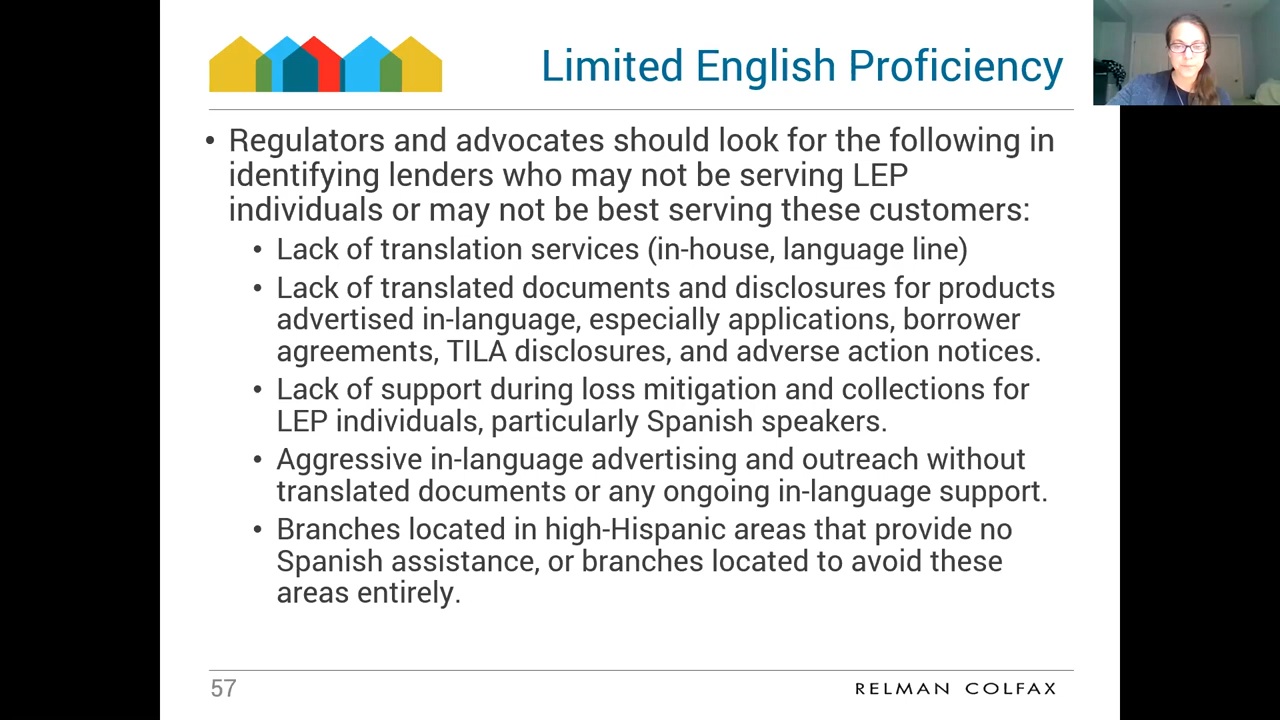 Limited English Proficiency
• Regulators and advocates should look for the following in
identifying lenders who may not be serving LEP
individuals or may not be best serving these customers:
• Lack of translation services (in-house, language line)
• Lack of translated documents and disclosures for products
advertised in-language, especially applications, borrower
agreements, TILA disclosures, and adverse action notices.
• Lack of support during loss mitigation and collections for
LEP individuals, particularly Spanish speakers.
• Aggressive in-language advertising and outreach without
translated documents or any ongoing in-language support.
• Branches located in high-Hispanic areas that provide no
Spanish assistance, or branches located to avoid these
areas entirely.
57
RELMAN COLFAX